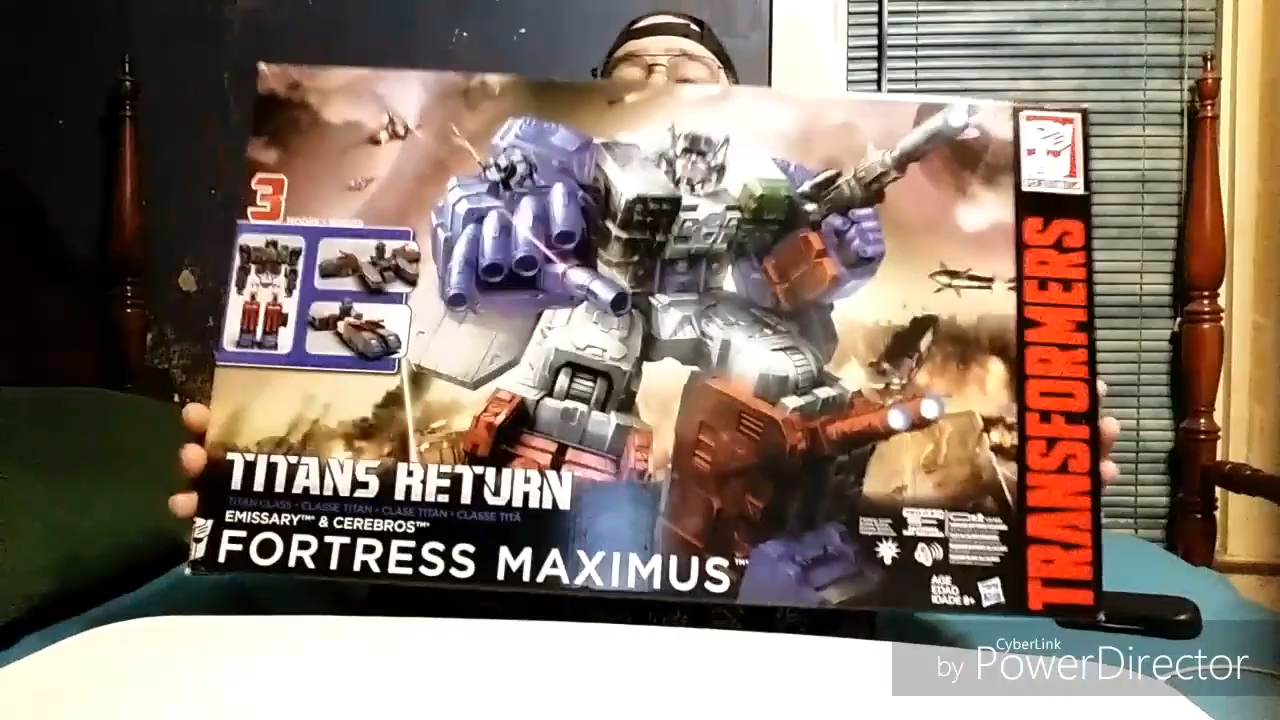 3
TITANS RETURN
TITAN CLASS • CLASSE TITAN • CLASE TITAN • CLASSE TITÃ
EMISSARY™ & CEREBROS™
FORTRESS MAXIMUS™
TRANSFORMERS
AGE
EDAD
IDADE 8+
CyberLink
by PowerDirector